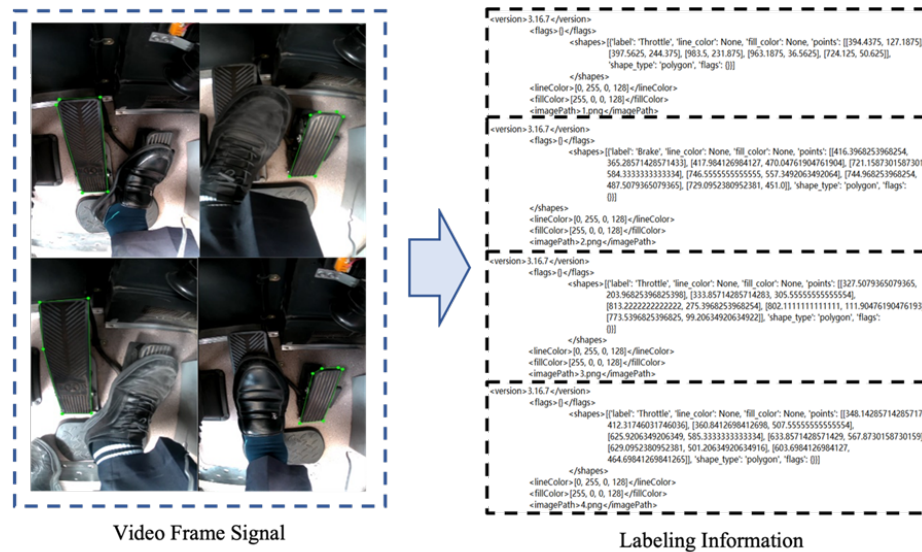 <version>3.16.7</version>
<flags>{}</flags>
<shapes>[{'label': 'Throttle', 'line_color': None, 'fill_color': None, 'points': [[394.4375, 127.1875],
[397.5625, 244.375], [983.5, 231.875], [963.1875, 36.5625], [724.125, 50.625]],
'shape_type': 'polygon', 'flags': {}}]
</shapes>
<lineColor>[0, 255, 0, 128]</lineColor>
<fillColor>[255, 0, 0, 128]</fillColor>
<imagePath>1.png</imagePath>
<version>3.16.7</version>
<flags>{}</flags>
<shapes>[{'label': 'Brake', 'line_color': None, 'fill_color': None, 'points': [[416.3968253968254,
365.28571428571433], [417.984126984127, 470.04761904761904], [721.1587301587301
584.3333333333334], [746.5555555555555, 557.3492063492064], [744.968253968254,
487.5079365079365], [729.0952380952381, 451.0]], 'shape_type': 'polygon', 'flags':
{}}]
</shapes>
<lineColor>[0, 255, 0, 128]</lineColor>
<fillColor>[255, 0, 0, 128]</fillColor>
<imagePath>2.png</imagePath>
<version>3.16.7</version>
<flags>{}</flags>
<shapes>[{'label': 'Throttle', 'line_color': None, 'fill_color': None, 'points': [[327.5079365079365,
203.96825396825398], [333.85714285714283, 305.55555555555554],
[813.2222222222222, 275.3968253968254], [802.1111111111111, 111.9047619047619
[773.5396825396825, 99.20634920634922]], 'shape_type': 'polygon', 'flags':
{}}]
</shapes>
<lineColor>[0, 255, 0, 128]</lineColor>
<fillColor>[255, 0, 0, 128]</fillColor>
<imagePath>3.png</imagePath>
<version>3.16.7</version>
<flags>{}</flags>
<shapes>[{'label': 'Throttle', 'line_color': None, 'fill_color': None, 'points': [[348.14285714285717
412.31746031746036], [360.8412698412698, 507.55555555555554],
[625.9206349206349, 585.3333333333334], [633.8571428571429, 567.8730158730159]
[629.0952380952381, 501.20634920634916], [603.6984126984127,
464.69841269841265]], 'shape_type': 'polygon', 'flags': {}}]
</shapes>
<lineColor>[0, 255, 0, 128]</lineColor>
<fillColor>[255, 0, 0, 128]</fillColor>
<imagePath>4.png</imagePath>
Video Frame Signal
Labeling Information